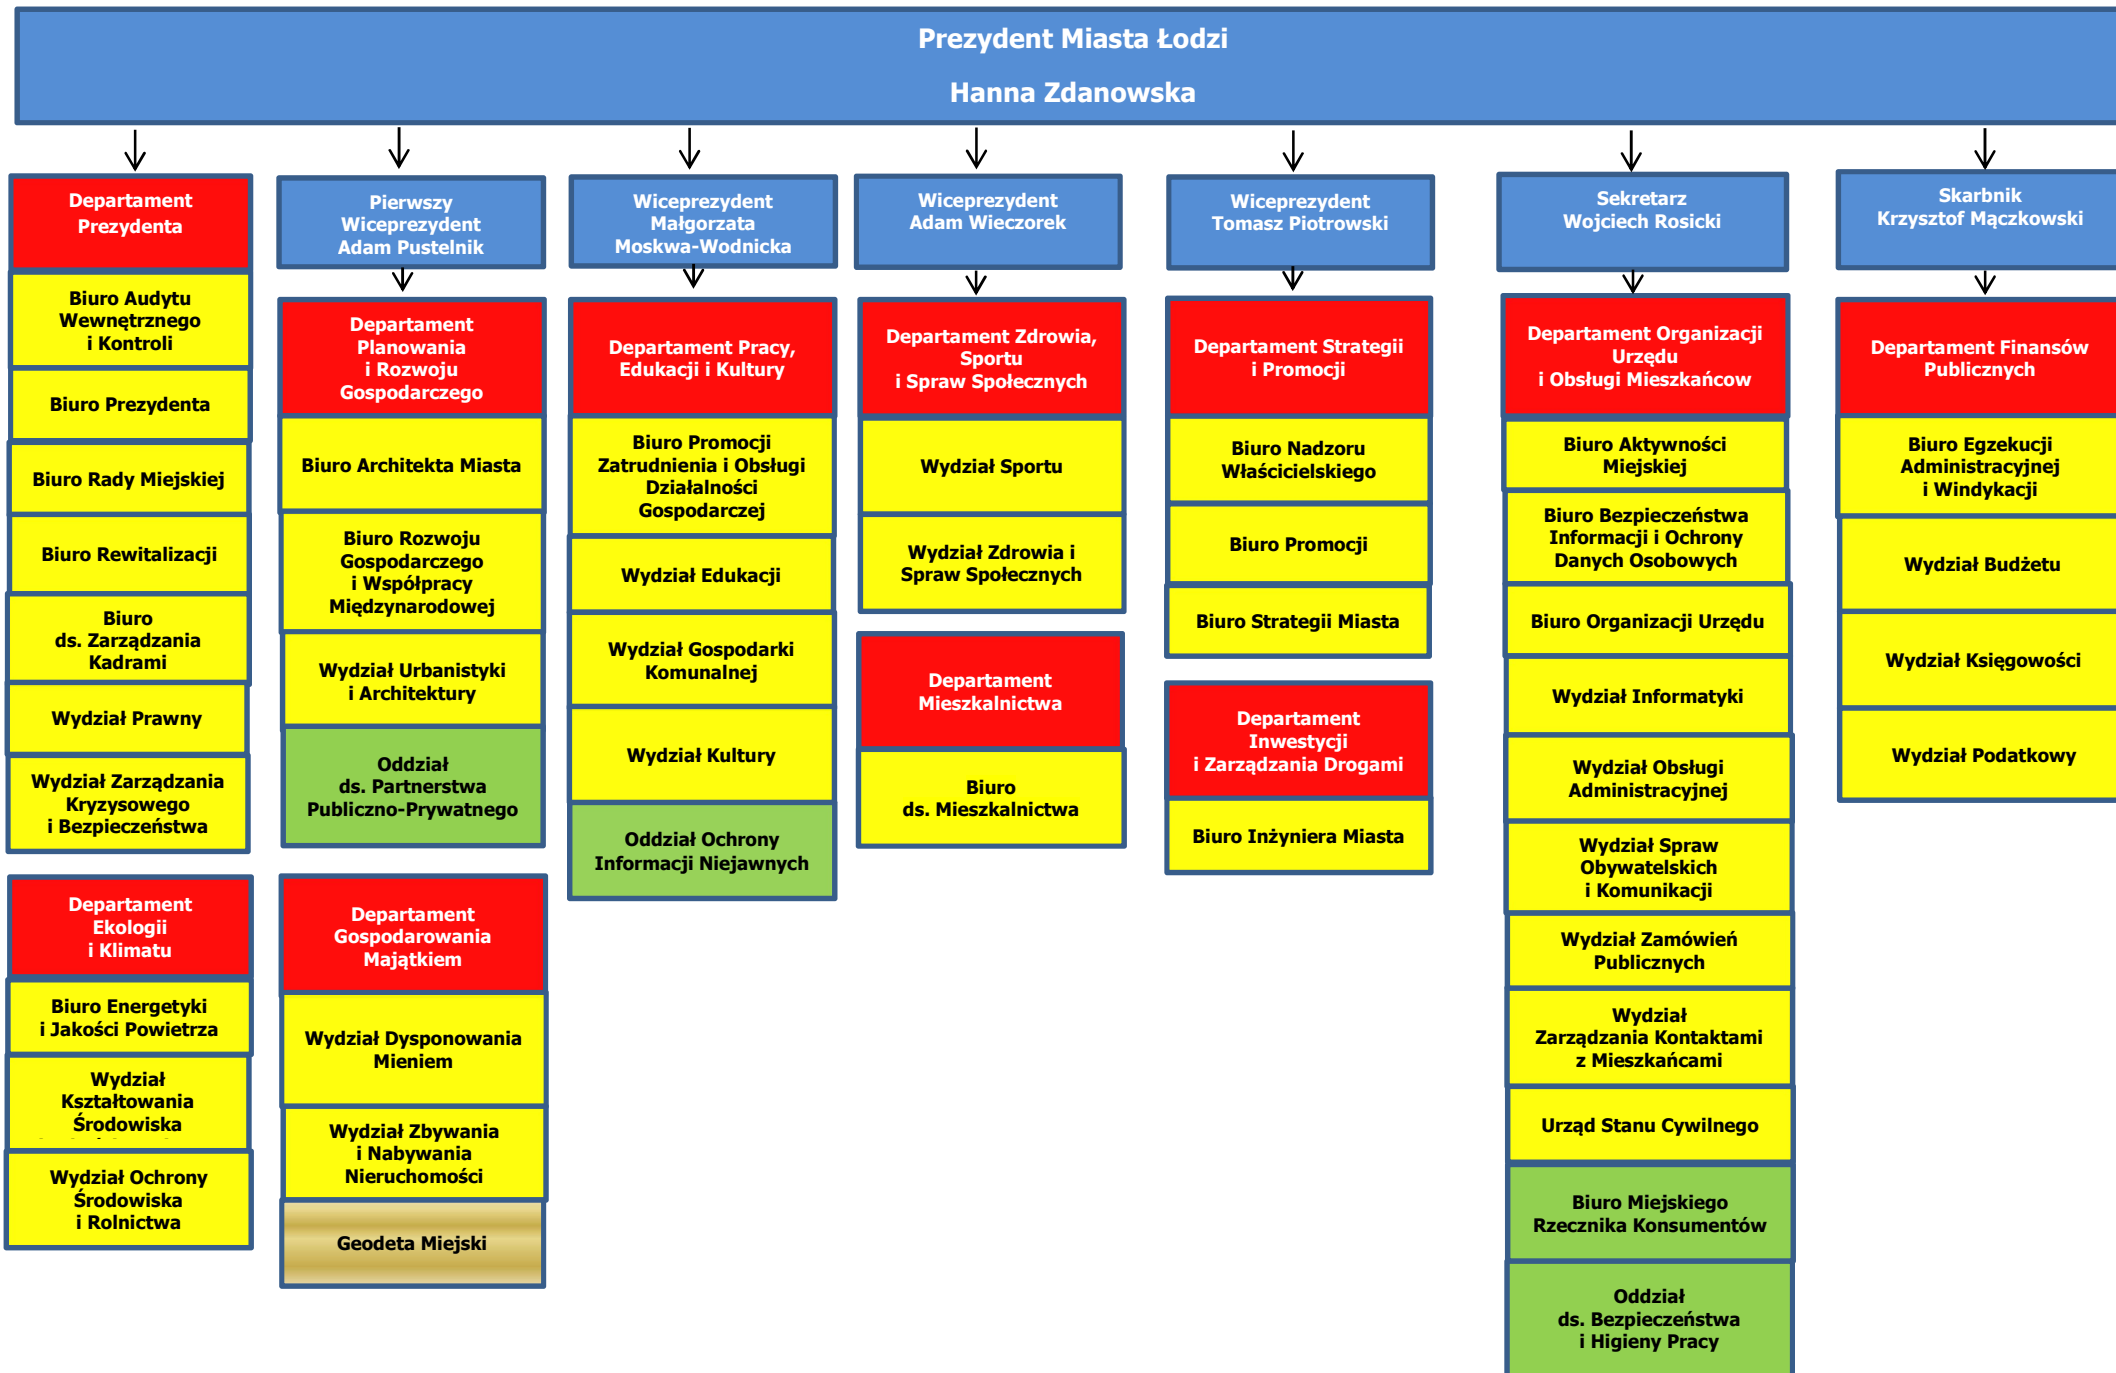 Prezydent Miasta Łodzi
Hanna Zdanowska
Departament
Prezydenta
Biuro Audytu
Wewnętrznego
i Kontroli
Biuro Prezydenta
Biuro Rady Miejskiej
Biuro Rewitalizacji
Biuro
ds. Zarządzania
Kadrami
Wydział Prawny
Wydział Zarządzania
Kryzysowego
i Bezpieczeństwa
Departament
Ekologii
i Klimatu
Biuro Energetyki
i Jakości Powietrza
Wydział
Kształtowania
Środowiska
Wydział Ochrony
Środowiska
i Rolnictwa
Pierwszy
Wiceprezydent
Adam Pustelnik
Departament
Planowania
i Rozwoju
Gospodarczego
Biuro Architekta Miasta
Biuro Rozwoju
Gospodarczego
i Współpracy
Międzynarodowej
Wydział Urbanistyki
i Architektury
Oddział
ds. Partnerstwa
Publiczno-Prywatnego
Departament
Gospodarowania
Majątkiem
Wydział Dysponowania
Mieniem
Wydział Zbywania
i Nabywania
Nieruchomości
Geodeta Miejski
Wiceprezydent
Małgorzata
Moskwa-Wodnicka
Departament Pracy,
Edukacji i Kultury
Biuro Promocji
Zatrudnienia i Obsługi
Działalności
Gospodarczej
Wydział Edukacji
Wydział Gospodarki
Komunalnej
Wydział Kultury
Oddział Ochrony
Informacji Niejawnych
Wiceprezydent
Adam Wieczorek
Departament Zdrowia,
Sportu
i Spraw Społecznych
Wydział Sportu
Wydział Zdrowia i
Spraw Społecznych
Departament
Mieszkalnictwa
Biuro
ds. Mieszkalnictwa
Wiceprezydent
Tomasz Piotrowski
Departament Strategii
i Promocji
Biuro Nadzoru
Właścicielskiego
Biuro Promocji
Biuro Strategii Miasta
Departament
Inwestycji
i Zarządzania Drogami
Biuro Inżyniera Miasta
Sekretarz
Wojciech Rosicki
Departament Organizacji
Urzędu
i Obsługi Mieszkańcow
Biuro Aktywności
Miejskiej
Biuro Bezpieczeństwa
Informacji i Ochrony
Danych Osobowych
Biuro Organizacji Urzędu
Wydział Informatyki
Wydział Obsługi
Administracyjnej
Wydział Spraw
Obywatelskich
i Komunikacji
Wydział Zamówień
Publicznych
Wydział
Zarządzania Kontaktami
z Mieszkańcami
Urząd Stanu Cywilnego
Biuro Miejskiego
Rzecznika Konsumentów
Oddział
ds. Bezpieczeństwa
i Higieny Pracy
Skarbnik
Krzysztof Mączkowski
Departament Finansów
Publicznych
Biuro Egzekucji
Administracyjnej
i Windykacji
Wydział Budżetu
Wydział Księgowości
Wydział Podatkowy